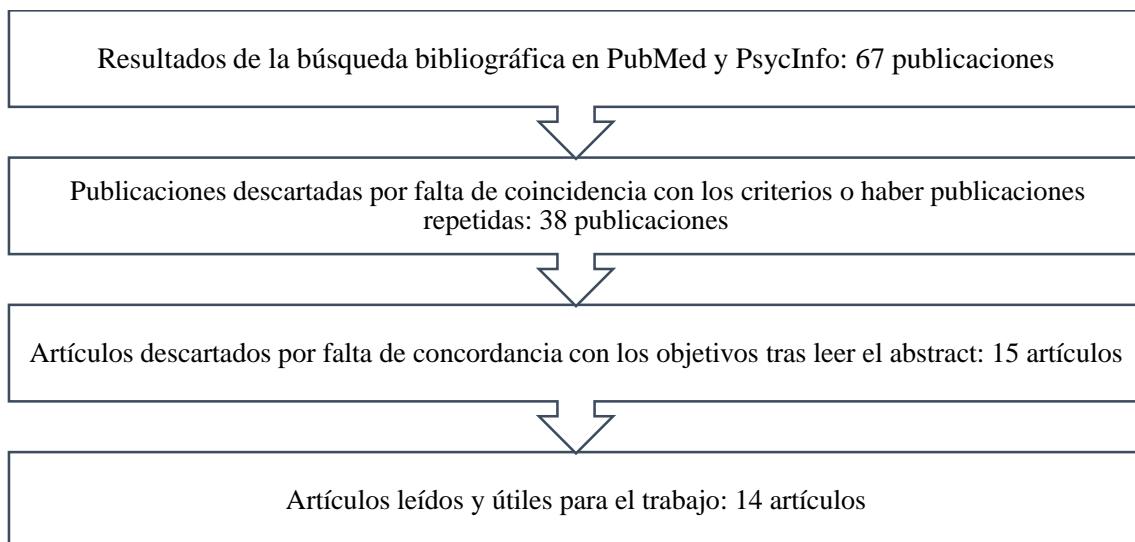 Resultados de la búsqueda bibliográfica en PubMed y PsycInfo: 67 publicaciones
Publicaciones descartadas por falta de coincidencia con los criterios o haber publicaciones
repetidas: 38 publicaciones
Artículos descartados por falta de concordancia con los objetivos tras leer el abstract: 15 artículos
Artículos leídos y útiles para el trabajo: 14 artículos